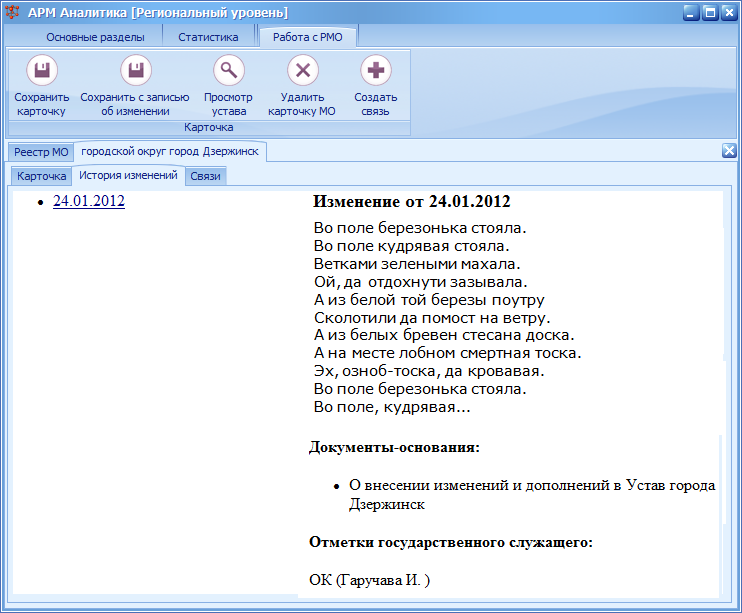 АРМ Аналитика [Региональный уровень]
Основные разделы Статистика Работа с РМО
Сохранить карточку
Сохранить с записью об изменении
Просмотр устава
Удалить карточку МО
Создать связь
Карточка
Реестр МО городской округ город Дзержинск
Карточка История изменений Связи
24.01.2012
Изменение от 24.01.2012
Во поле березонька стояла.
Во поле кудрявая стояла.
Ветками зелеными махала.
Ой, да отдохнути зазывала.
А из белой той березы поутру
Сколотили да помост на ветру.
А из белых бревен стесана доска.
А на месте лобном смертная тоска.
Эх, озноб-тоска, да кровавая.
Во поле березонька стояла.
Во поле, кудрявая...
Документы-основания:
О внесении изменений и дополнений в Устав города
Дзержинск
Отметки государственного служащего:
ОК (Гаручава И. )